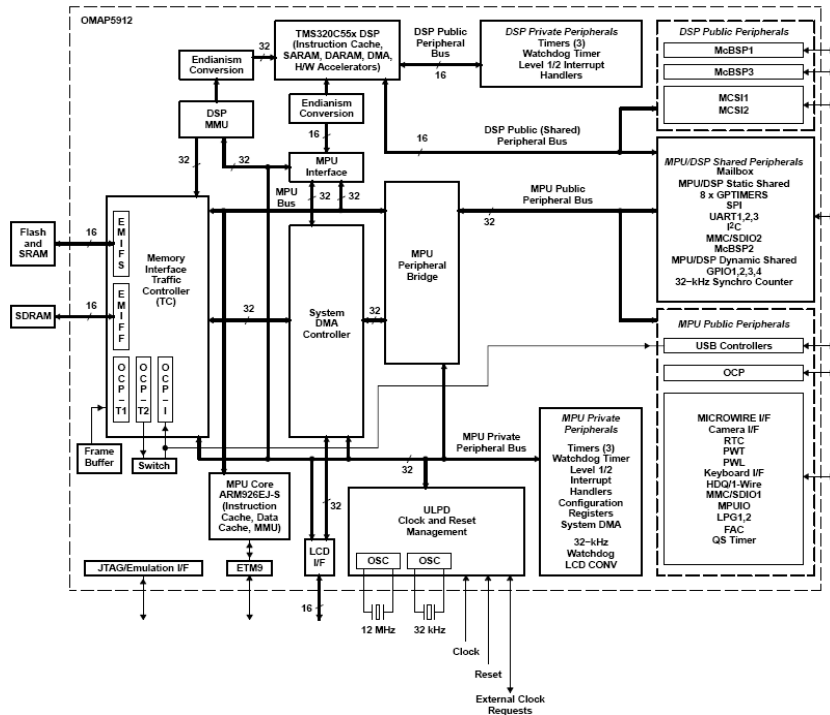 OMAP5912
TMS320C55x DSP
(Instruction Cache,
SARAM, DARAM, DMA,
H/W Accelerators)
32
Endianism
Conversion
DSP Public
Peripheral
Bus
16
DSP Private Peripherals
Timers (3)
Watchdog Timer
Level 1/2 Interrupt
Handlers
DSP Public Peripherals
McBSP1
McBSP3
MCSI1
MCSI2
DSP
MMU
Endianism
Conversion
16
DSP Public (Shared)
Peripheral Bus
16
32
32
MPU
Interface
MPU
Bus
32
32
MPU Public
Peripheral Bus
32
MPU/DSP Shared Peripherals
Mailbox
MPU/DSP Static Shared
8 x GPTIMERS
SPI
UART1,2,3
I2C
MMC/SDIO2
McBSP2
MPU/DSP Dynamic Shared
GPIO1,2,3,4
32−kHz Synchro Counter
Flash and
SRAM
16
EMIFS
Memory
Interface
Traffic
Controller
(TC)
SDRAM
16
EMIFF
32
System
DMA
Controller
32
MPU
Peripheral
Bridge
OCP−T1
OCP−T2
OCP−I
Frame
Buffer
Switch
MPU Public Peripherals
USB Controllers
OCP
MICROWIRE I/F
Camera I/F
RTC
PWT
PWL
Keyboard I/F
HDQ/1-Wire
MMC/SDIO1
MPUIO
LPG1,2
FAC
QS Timer
MPU Private
Peripheral Bus
32
MPU Private
Peripherals
Timers (3)
Watchdog Timer
Level 1/2
Interrupt
Handlers
Configuration
Registers
System DMA
32−kHz
Watchdog
LCD CONV
MPU Core
ARM926EJ-S
(Instruction
Cache, Data
Cache, MMU)
32
ULPD
Clock and Reset
Management
OSC
OSC
LCD
I/F
JTAG/Emulation I/F
ETM9
16
12 MHz
32 kHz
Clock
Reset
External Clock
Requests